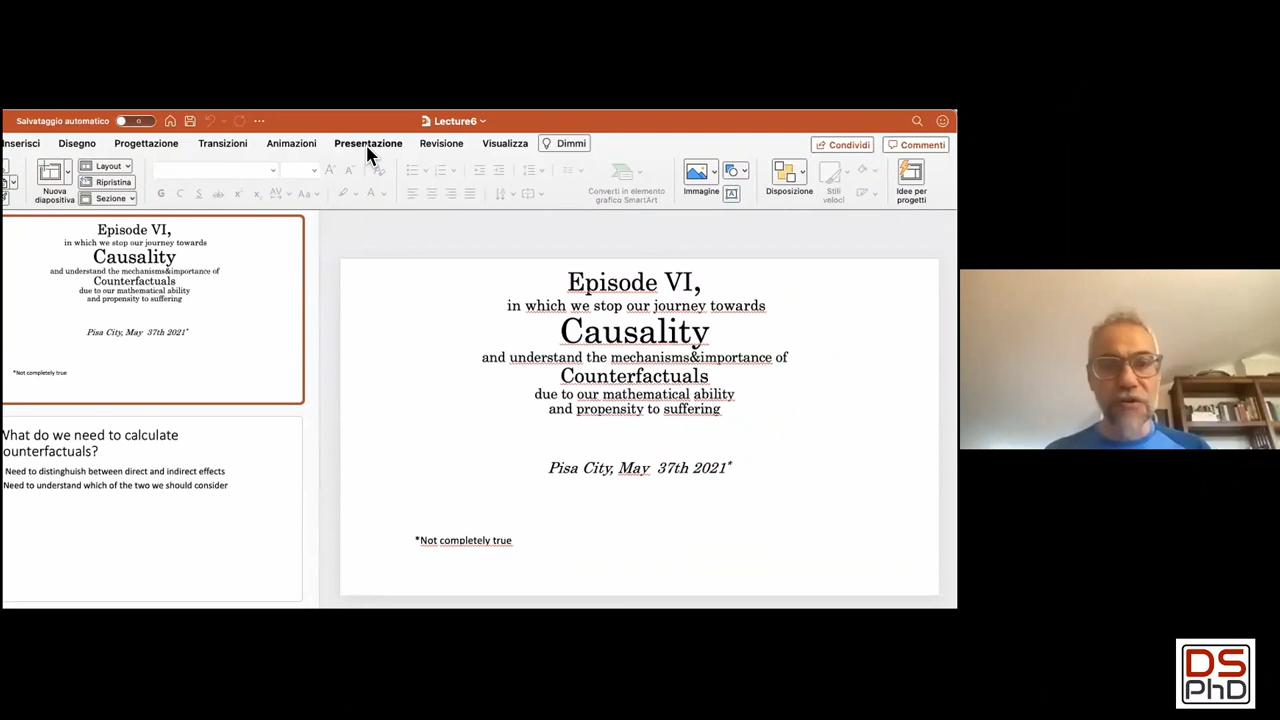 Salvataggio automatico
Lecture6
Inserisci Disegno Progettazione Transizioni Animazioni Presentazione Revisione Visualizza Dimmi Condividi Commenti
Nuova diapositiva
Layout
Ripristina
Sezione
Converti in elemento grafico SmartArt
Immagine
Disposizione
Stili veloci
Idee per progetti
Episode VI,
in which we stop our journey towards
Causality
and understand the mechanisms&importance of
Counterfactuals
due to our mathematical ability
and propensity to suffering
Pisa City, May 37th 2021*
*Not completely true
What do we need to calculate
ounterfactuals?
Need to distinghuish between direct and indirect effects
Need to understand which of the two we should consider
Episode VI,
in which we stop our journey towards
Causality
and understand the mechanisms&importance of
Counterfactuals
due to our mathematical ability
and propensity to suffering
Pisa City, May 37th 2021*
*Not completely true
DS
PhD